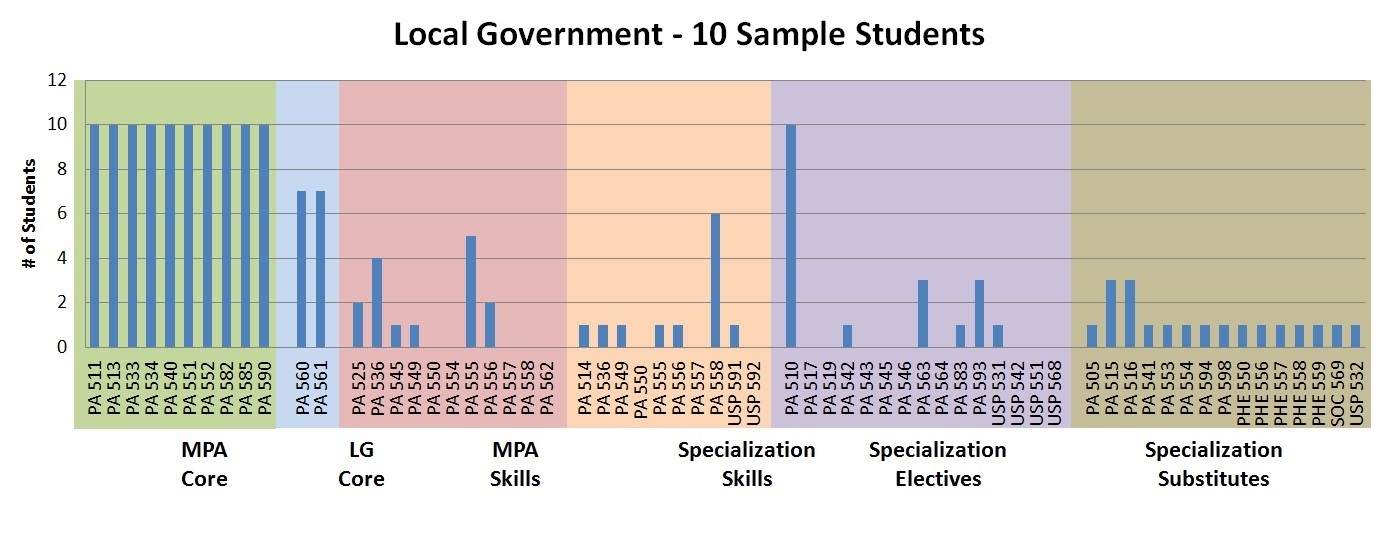 Local Government - 10 Sample Students
# of Students
12
10
8
6
4
2
0
PA 511
PA 513
PA 533
PA 534
PA 540
PA 551
PA 552
PA 582
PA 585
PA 590
PA 560
PA 561
PA 525
PA 536
PA 545
PA 549
PA 550
PA 554
PA 555
PA 556
PA 557
PA 558
PA 562
PA 514
PA 536
PA 549
PA 550
PA 555
PA 556
PA 557
PA 558
USP 591
USP 592
PA 510
PA 517
PA 519
PA 542
PA 543
PA 545
PA 546
PA 563
PA 564
PA 583
PA 593
USP 531
USP 542
USP 551
USP 568
PA 505
PA 515
PA 516
PA 541
PA 553
PA 554
PA 594
PA 598
PHE 550
PHE 556
PHE 557
PHE 558
PHE 559
SOC 569
USP 532
MPA
Core
LG
Core
MPA
Skills
Specialization
Skills
Specialization
Electives
Specialization
Substitutes